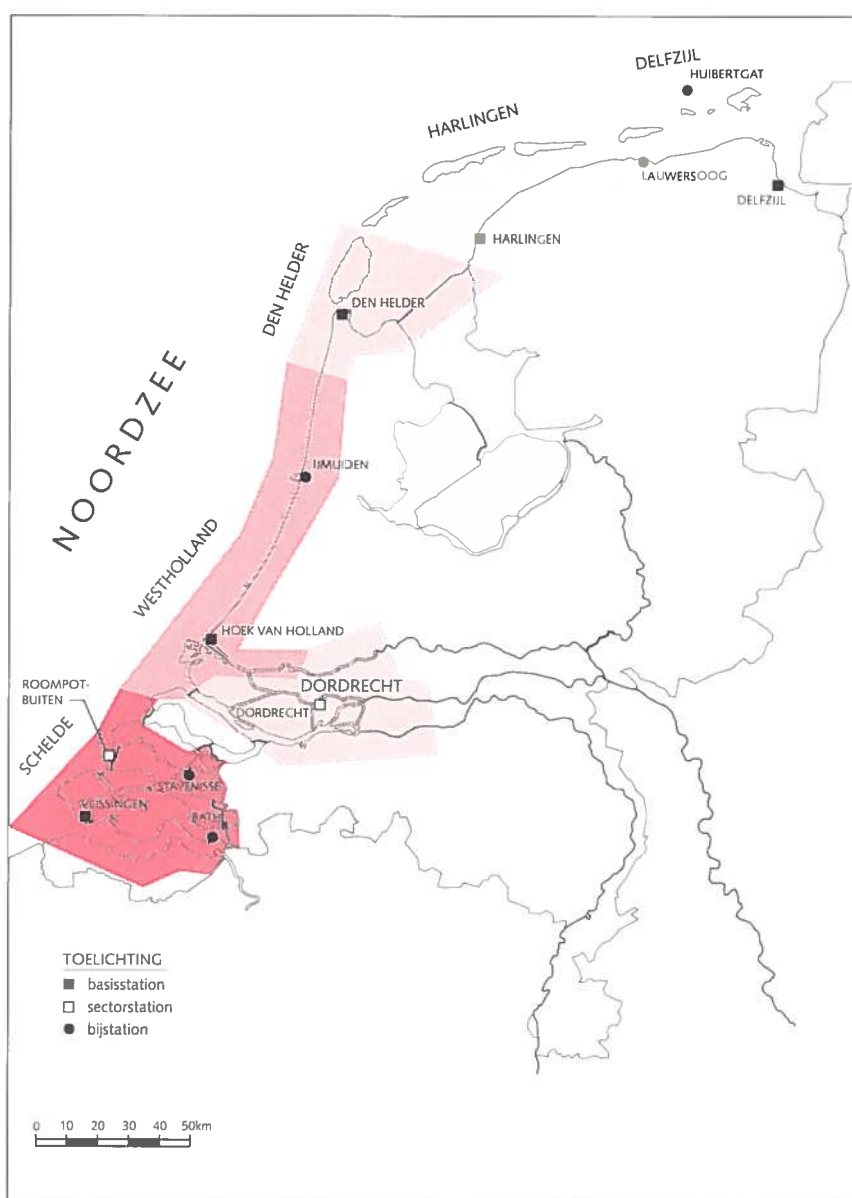 DELFZIJL
HUIBERTGAT
HARLINGEN
LAUWERSOOG
DELFZIJL
HARLINGEN
DEN HELDER
DEN HELDER
NOORDZEE
IJMUIDEN
WESTHOLLAND
HOEK VAN HOLLAND
ROOMPOT-
BUITEN
DORDRECHT
DORDRECHT
SCHELDE
STAVENISSE
VLISSINGEN
BATH
TOELICHTING
basisstation
sectorstation
bijstation
0 10 20 30 40 50km